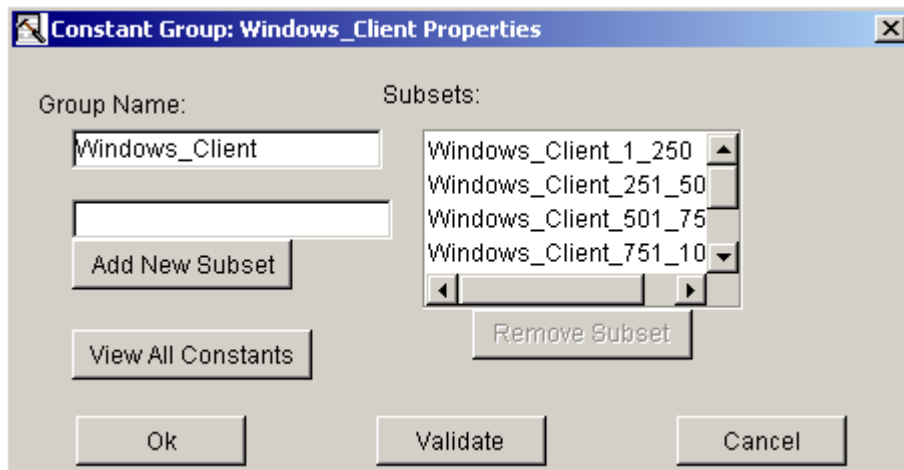 Constant Group: Windows_Client Properties
Group Name:
Windows_Client
Add New Subset
View All Constants
Subsets:
Windows_Client_1_250
Windows_Client_251_50
Windows_Client_501_75
Windows_Client_751_10
Remove Subset
Ok
Validate
Cancel